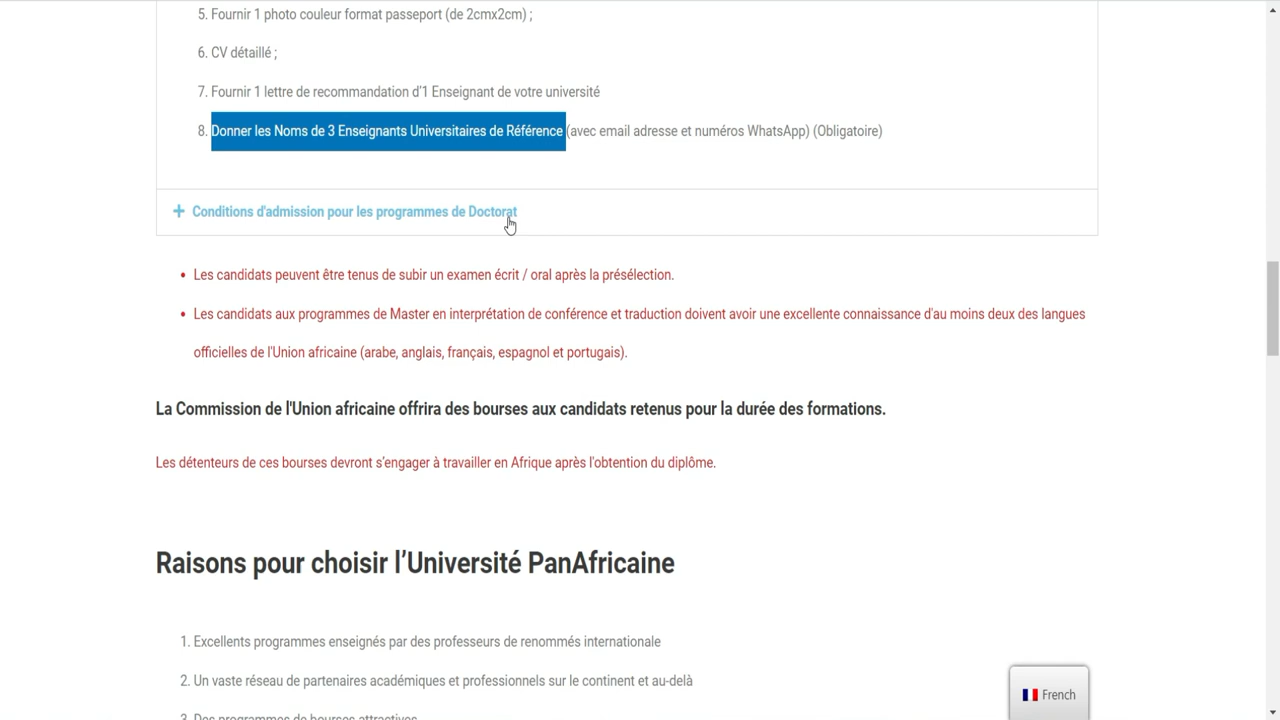 5. Fournir 1 photo couleur format passeport (de 2cmx2cm) ;
6. CV détaillé ;
7. Fournir 1 lettre de recommandation d'1 Enseignant de votre université
8. Donner les Noms de 3 Enseignants Universitaires de Référence (avec email adresse et numéros WhatsApp) (Obligatoire)
+ Conditions d'admission pour les programmes de Doctorat
• Les candidats peuvent être tenus de subir un examen écrit / oral après la présélection.
• Les candidats aux programmes de Master en interprétation de conférence et traduction doivent avoir une excellente connaissance d'au moins deux des langues
officielles de l'Union africaine (arabe, anglais, français, espagnol et portugais).
La Commission de l'Union africaine offrira des bourses aux candidats retenus pour la durée des formations.
Les détenteurs de ces bourses devront s’engager à travailler en Afrique après l'obtention du diplôme.
Raisons pour choisir l’Université PanAfricaine
1. Excellents programmes enseignés par des professeurs de renommés internationale
2. Un vaste réseau de partenaires académiques et professionnels sur le continent et au-delà
3. Des programmes de bourses attractives
French